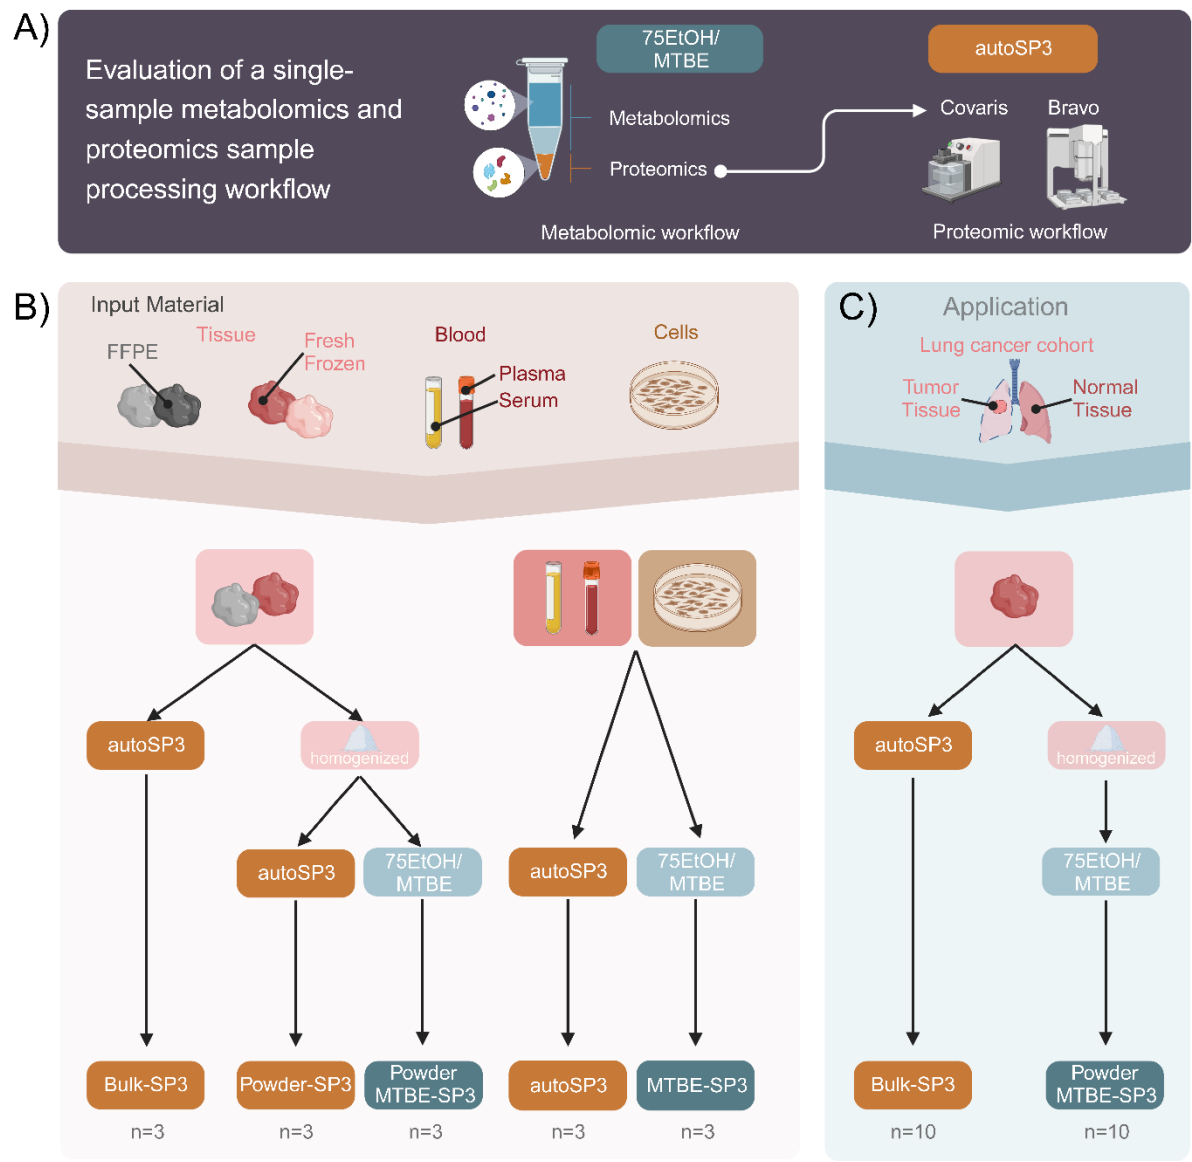 A)
Evaluation of a single-
sample metabolomics and
proteomics sample
processing workflow
75EtOH/
MTBE
Metabolomics
Proteomics
Metabolomic workflow
autoSP3
Covaris
Bravo
Proteomic workflow
B)
Input Material
Tissue
FFPE
Fresh
Frozen
Blood
Plasma
Serum
Cells
autoSP3
homogenized
autoSP3
75EtOH/
MTBE
autoSP3
75EtOH/
MTBE
Bulk-SP3
Powder-SP3
Powder
MTBE-SP3
autoSP3
MTBE-SP3
n=3
n=3
n=3
n=3
n=3
C)
Application
Lung cancer cohort
Tumor
Tissue
Normal
Tissue
autoSP3
homogenized
75EtOH/
MTBE
Bulk-SP3
Powder
MTBE-SP3
n=10
n=10